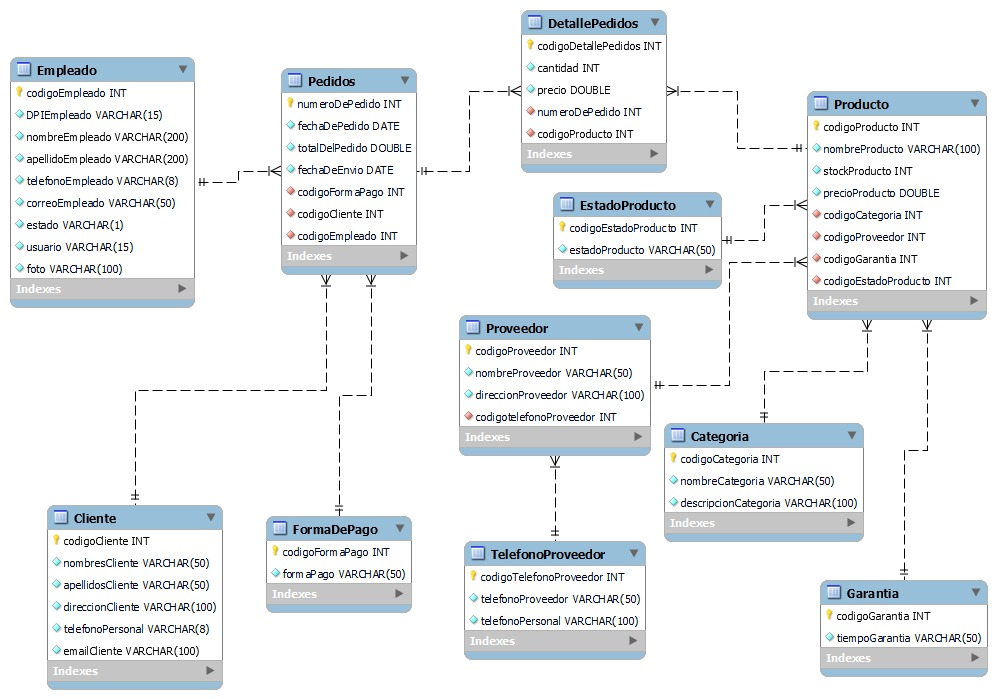 DetallePedidos
codigoDetallePedidos INT
cantidad INT
precio DOUBLE
numeroDePedido INT
codigoProducto INT
Indexes
Empleado
codigoEmpleado INT
DPIEmpleado VARCHAR(15)
nombreEmpleado VARCHAR(200)
apellidoEmpleado VARCHAR(200)
telefonoEmpleado VARCHAR(8)
correoEmpleado VARCHAR(50)
estado VARCHAR(1)
usuario VARCHAR(15)
foto VARCHAR(100)
Indexes
Pedidos
numeroDePedido INT
fechaDePedido DATE
totalDelPedido DOUBLE
fechaDeEnvio DATE
codigoFormaPago INT
codigoCliente INT
codigoEmpleado INT
Indexes
Producto
codigoProducto INT
nombreProducto VARCHAR(100)
stockProducto INT
precioProducto DOUBLE
codigoCategoria INT
codigoProveedor INT
codigoGarantia INT
codigoEstadoProducto INT
Indexes
EstadoProducto
codigoEstadoProducto INT
estadoProducto VARCHAR(50)
Indexes
Proveedor
codigoProveedor INT
nombreProveedor VARCHAR(50)
direccionProveedor VARCHAR(100)
codigotelefonoProveedor INT
Indexes
Categoria
codigoCategoria INT
nombreCategoria VARCHAR(50)
descripcionCategoria VARCHAR(100)
Indexes
Cliente
codigoCliente INT
nombresCliente VARCHAR(50)
apellidosCliente VARCHAR(50)
direccionCliente VARCHAR(100)
telefonoPersonal VARCHAR(8)
emailCliente VARCHAR(100)
Indexes
FormaDePago
codigoFormaPago INT
formaPago VARCHAR(50)
Indexes
TelefonoProveedor
codigoTelefonoProveedor INT
telefonoProveedor VARCHAR(50)
telefonoPersonal VARCHAR(100)
Indexes
Garantia
codigoGarantia INT
tiempoGarantia VARCHAR(50)
Indexes